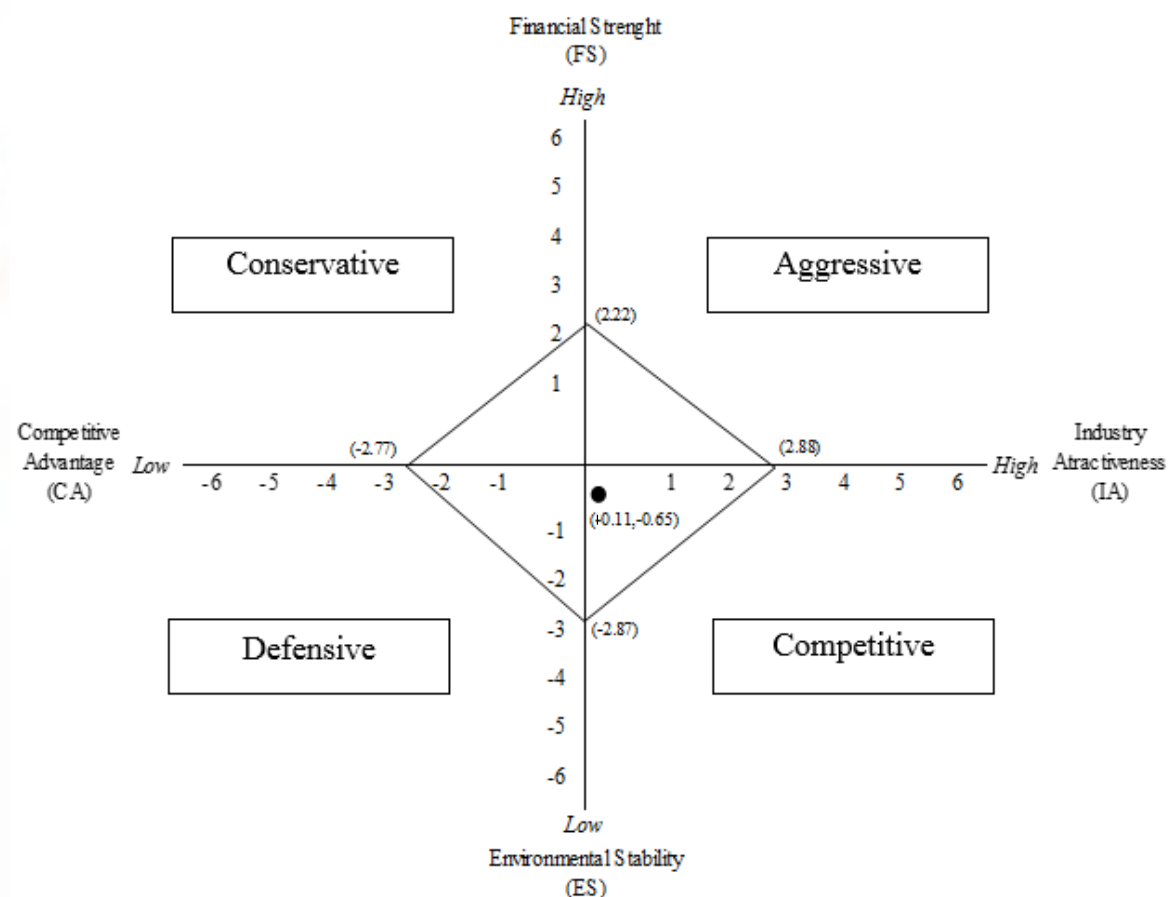 Financial Strenght
(FS)
High
6
5
4
Conservative
Aggressive
3
(2.22)
2
1
Competitive
Advantage
(CA)
Low
(-2.77)
(2.88)
High
Industry
Atractiveness
(IA)
-6 -5 -4 -3 -2 -1 1 2 3 4 5 6
(+0.11,-0.65)
-1
-2
-3
(-2.87)
Defensive
Competitive
-4
-5
-6
Low
Environmental Stability
(ES)